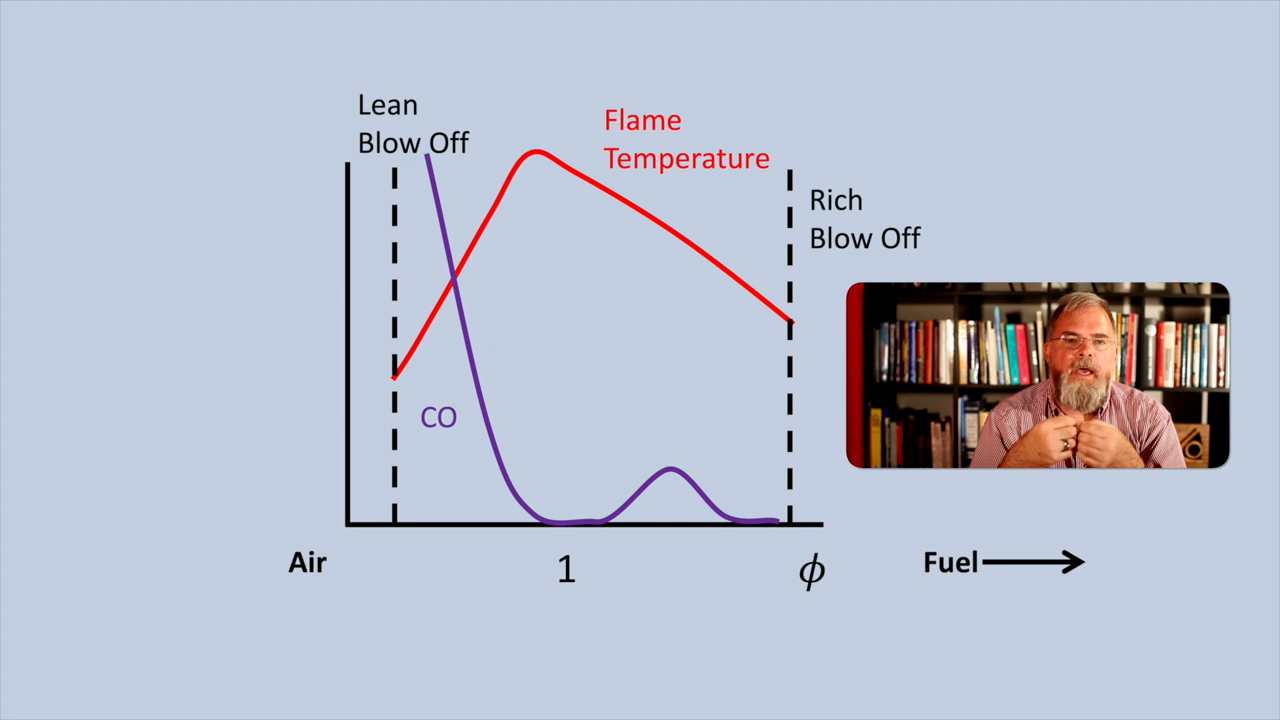 Lean
Blow Off
Flame
Temperature
Rich
Blow Off
CO
Air
1
ϕ
Fuel